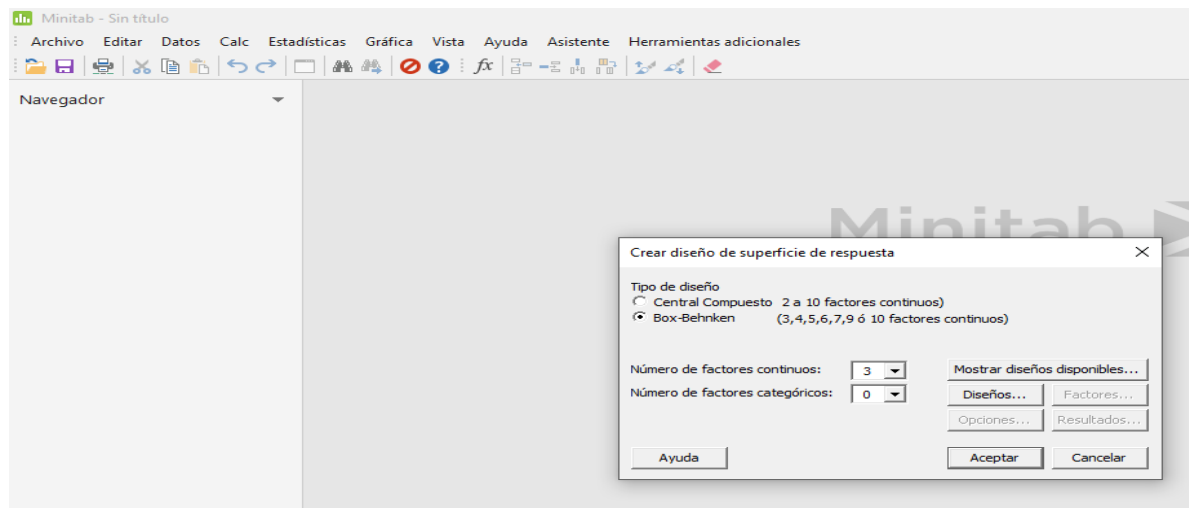 Minitab - Sin título
Archivo Editar Datos Calc Estadísticas Gráfica Vista Ayuda Asistente Herramientas adicionales
fx
Navegador
Minitab
Crear diseño de superficie de respuesta
Tipo de diseño
Central Compuesto 2 a 10 factores continuos)
Box-Behnken (3,4,5,6,7,9 ó 10 factores continuos)
Número de factores continuos: 3 Mostrar diseños disponibles...
Número de factores categóricos: 0 Diseños... Factores...
Opciones... Resultados...
Ayuda Aceptar Cancelar